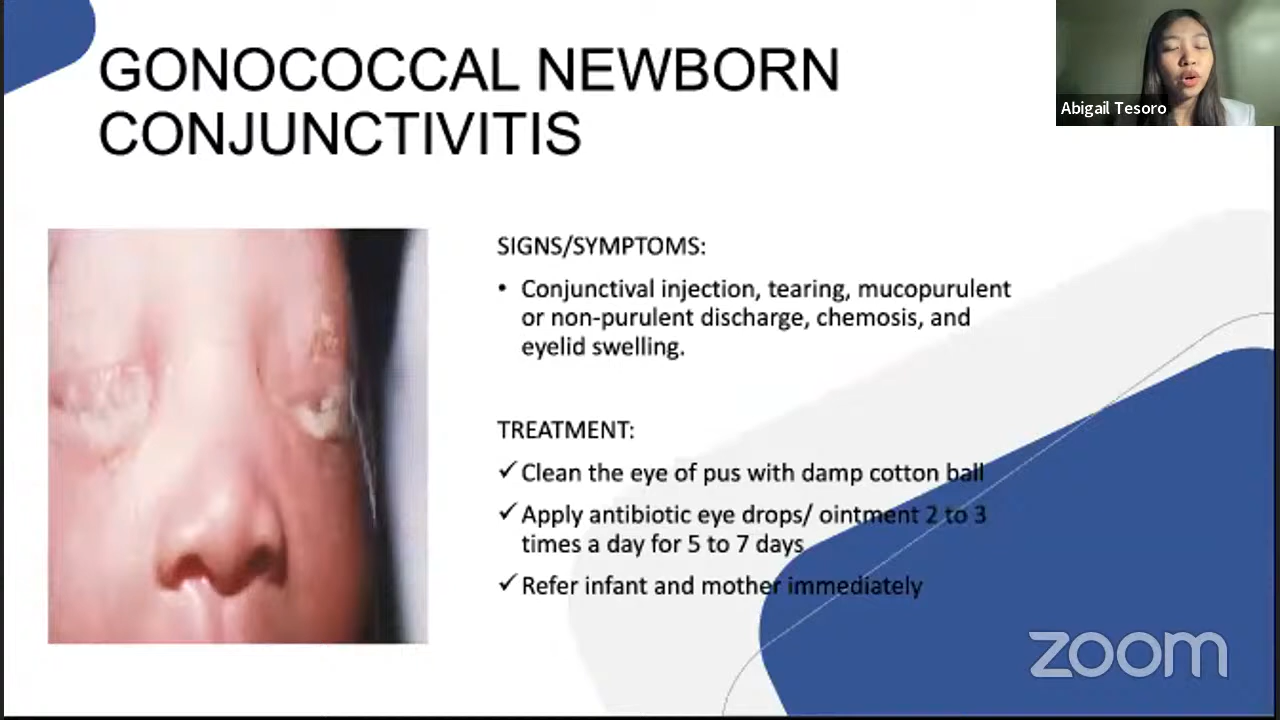 GONOCOCCAL NEWBORN
CONJUNCTIVITIS
Abigail Tesoro
SIGNS/SYMPTOMS:
• Conjunctival injection, tearing, mucopurulent
or non-purulent discharge, chemosis, and
eyelid swelling.
TREATMENT:
✓ Clean the eye of pus with damp cotton ball
✓ Apply antibiotic eye drops/ ointment 2 to 3
times a day for 5 to 7 days
✓ Refer infant and mother immediately
zoom